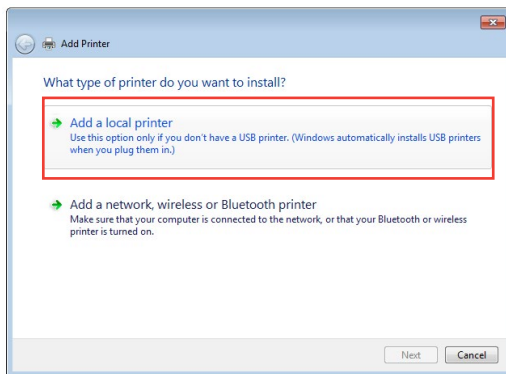 Add Printer
What type of printer do you want to install?
Add a local printer
Use this option only if you don't have a USB printer. (Windows automatically installs USB printers
when you plug them in.)
Add a network, wireless or Bluetooth printer
Make sure that your computer is connected to the network, or that your Bluetooth or wireless
printer is turned on.
Next Cancel